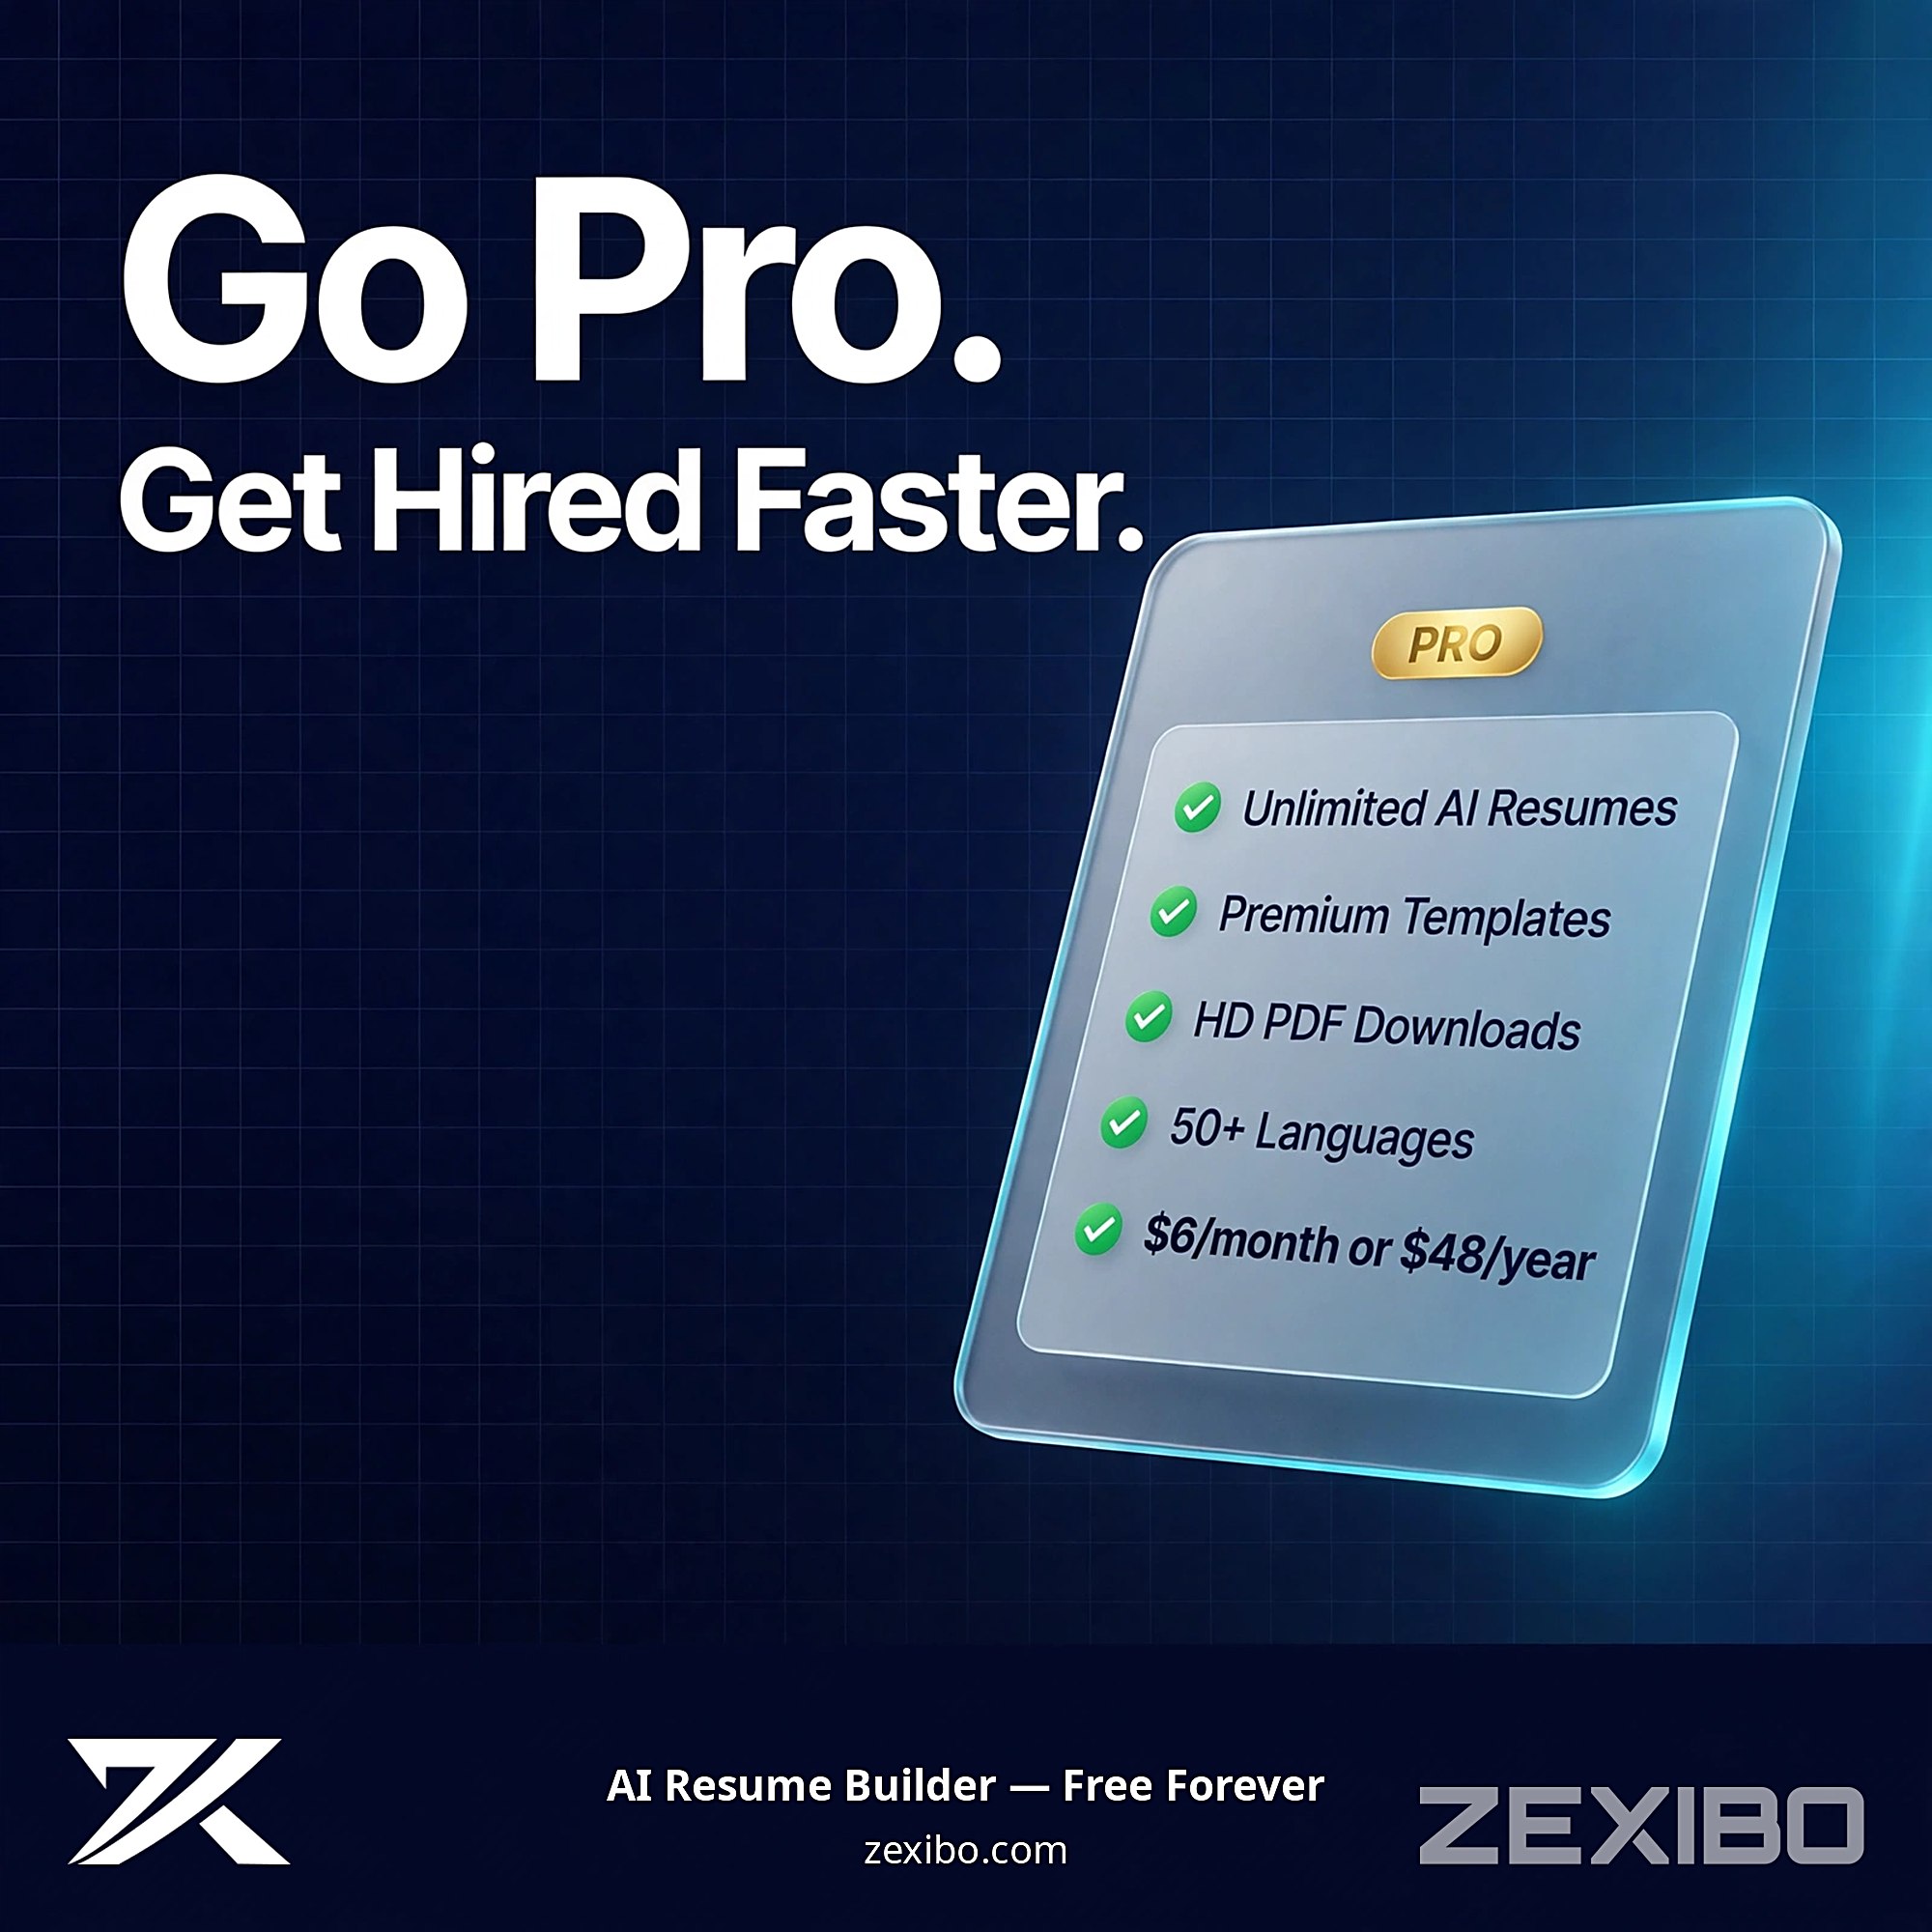 Go Pro.
Get Hired Faster.
PRO
Unlimited AI Resumes
Premium Templates
HD PDF Downloads
50+ Languages
$6/month or $48/year
AI Resume Builder — Free Forever
zexibo.com
ZEXIBO